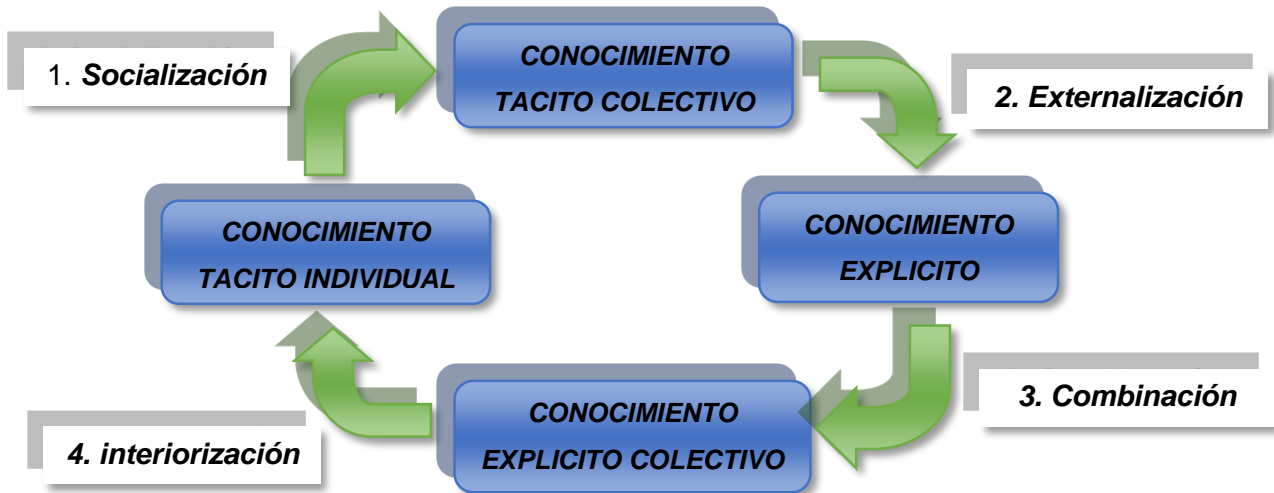 1. Socialización
CONOCIMIENTO
TACITO COLECTIVO
2. Externalización
CONOCIMIENTO
TACITO INDIVIDUAL
CONOCIMIENTO
EXPLICITO
3. Combinación
CONOCIMIENTO
EXPLICITO COLECTIVO
4. interiorización